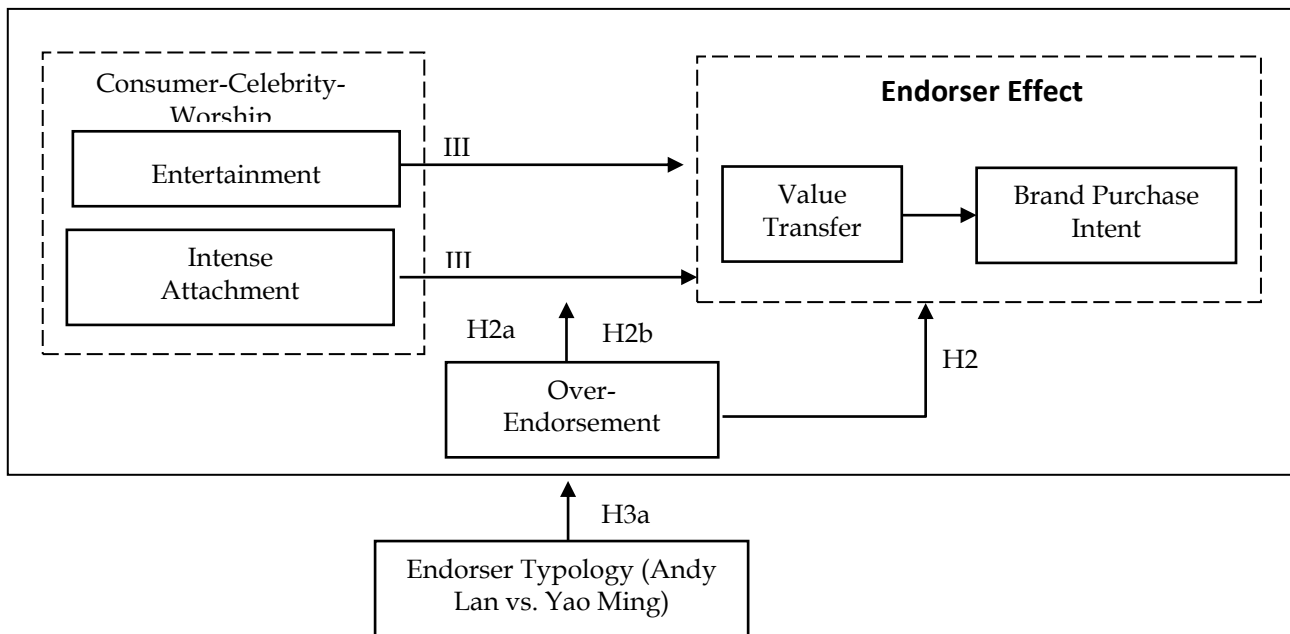 Consumer-Celebrity-
Worship
Entertainment
Intense
Attachment
III
III
Endorser Effect
Value
Transfer
Brand Purchase
Intent
H2a
H2b
H2
Over-
Endorsement
H3a
Endorser Typology (Andy
Lan vs. Yao Ming)